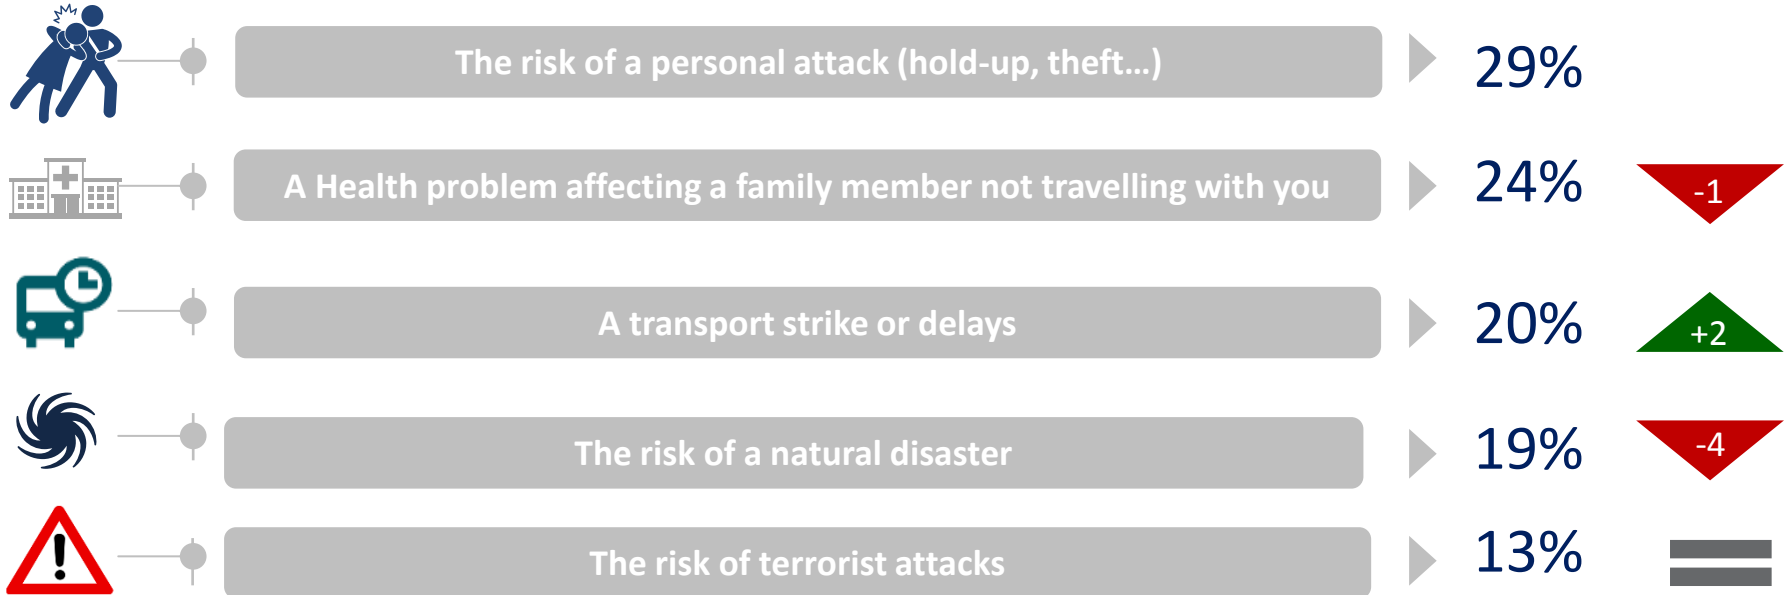 The risk of a personal attack (hold-up, theft…) 29%
A Health problem affecting a family member not travelling with you 24% -1
A transport strike or delays 20% +2
The risk of a natural disaster 19% -4
The risk of terrorist attacks 13%